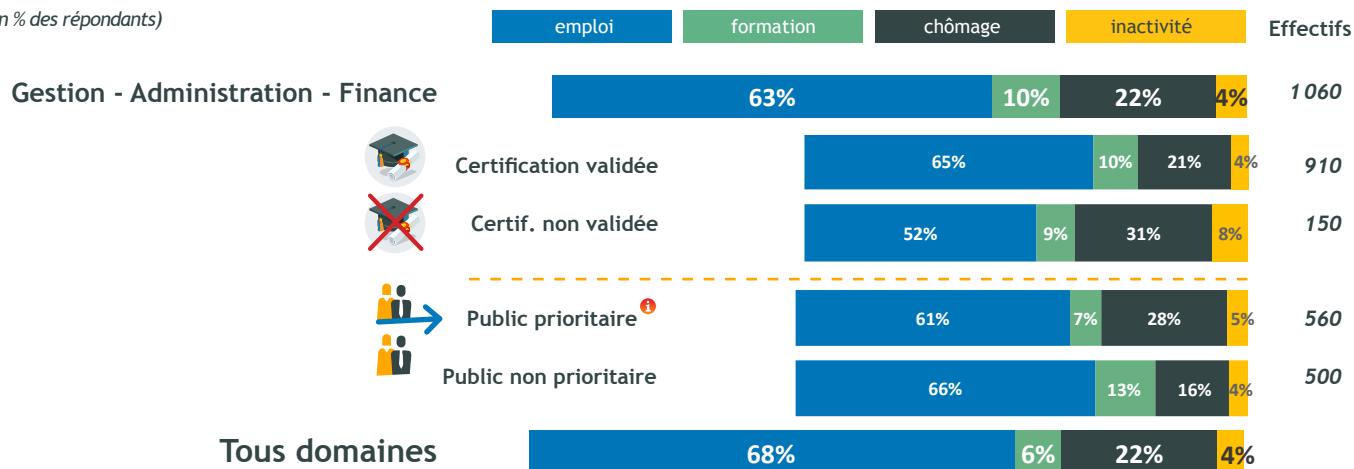 n % des répondants)
emploi formation chômage inactivité Effectifs
Gestion - Administration - Finance 63% 10% 22% 4% 1 060
Certification validée 65% 10% 21% 4% 910
Certif. non validée 52% 9% 31% 8% 150
Public prioritaire i 61% 7% 28% 5% 560
Public non prioritaire 66% 13% 16% 4% 500
Tous domaines 68% 6% 22% 4%